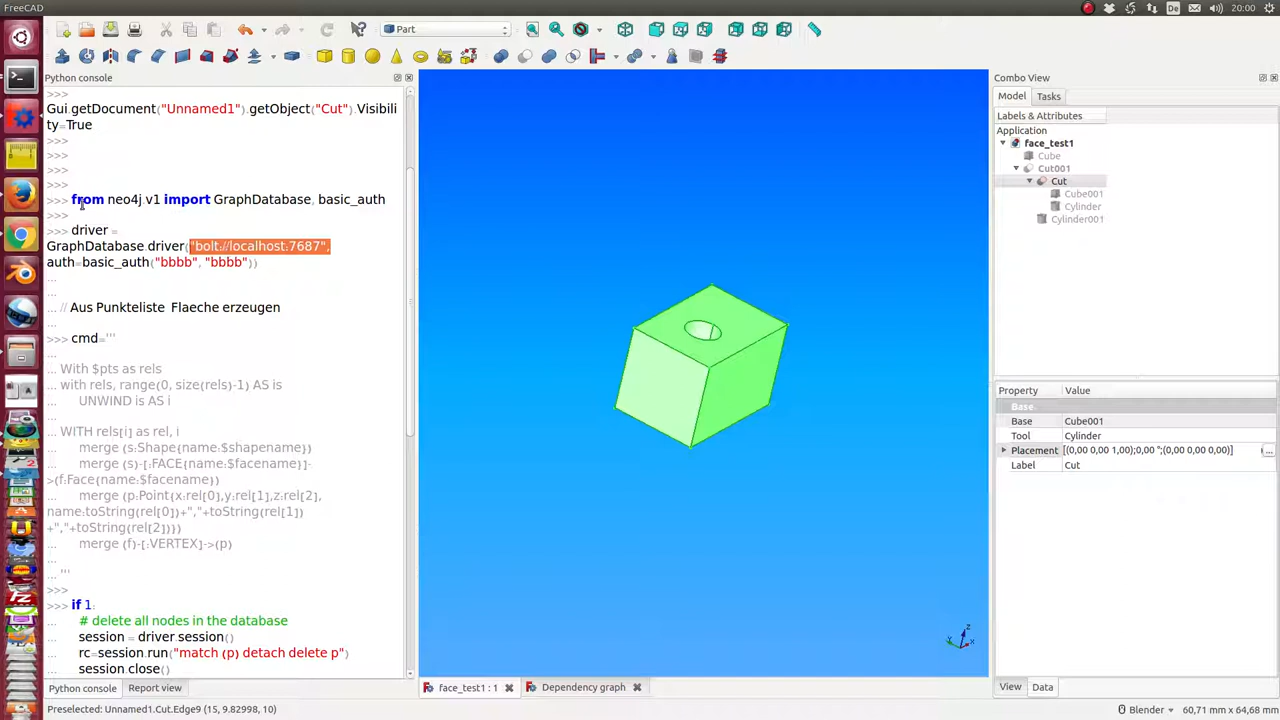 FreeCAD
20:00
Part
Python console
Combo View
>>>
Gui getDocument("Unnamed1").getObject("Cut").Visibili
ty=True
>>>
>>>
>>>
>>>
>>> from neo4j.v1 import GraphDatabase, basic_auth
>>>
>>> driver =
GraphDatabase.driver("bolt://localhost:7687",
auth=basic_auth("bbbb", "bbbb"))
...
...
... // Aus Punkteliste Flaeche erzeugen
...
>>> cmd='''
...
... With $pts as rels
... with rels, range(0, size(rels)-1) AS is
... UNWIND is AS i
...
... WITH rels[i] as rel, i
... merge (s:Shape{name:$shapename})
... merge (s)-[:FACE{name:$facename}]-
>(f:Face{name:$facename})
... merge (p:Point{x:rel[0],y:rel[1],z:rel[2],
name:toString(rel[0])+","+toString(rel[1])
+","+toString(rel[2])})
... merge (f)-[:VERTEX]->(p)
...
... '''
>>>
>>> if 1:
... # delete all nodes in the database
... session = driver.session()
... rc=session.run("match (p) detach delete p")
... session.close()
Python console
Report view
face_test1 : 1
Dependency graph
Model
Tasks
Labels & Attributes
Application
face_test1
Cube
Cut001
Cut
Cube001
Cylinder
Cylinder001
Property Value
Base
Base Cube001
Tool Cylinder
Placement [(0,00 0,00 1,00);0,00 °;(0,00 0,00 0,00)]
...
Label Cut
View
Data
Preselected: Unnamed1.Cut.Edge9 (15, 9.82998, 10)
Blender
60,71 mm x 64,68 mm